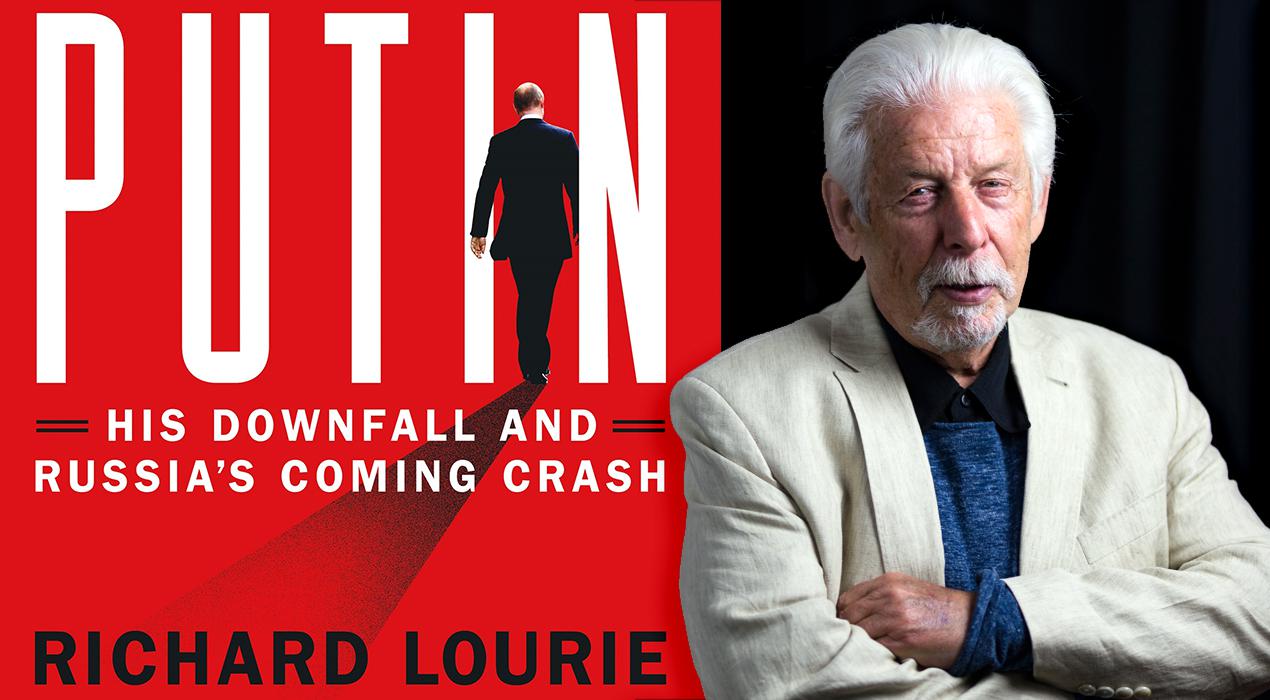 PUTIN
HIS DOWNFALL AND
RUSSIA’S COMING CRASH
RICHARD LOURIE